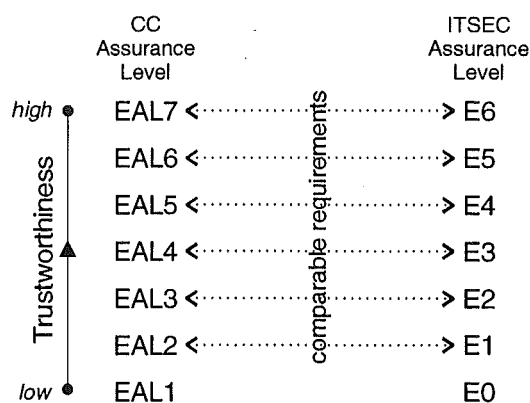 CC
Assurance
Level
ITSEC
Assurance
Level
high
EAL7
E6
EAL6
E5
EAL5
E4
EAL4
E3
EAL3
E2
EAL2
E1
low
EAL1
E0
Trustworthiness
comparable requirements